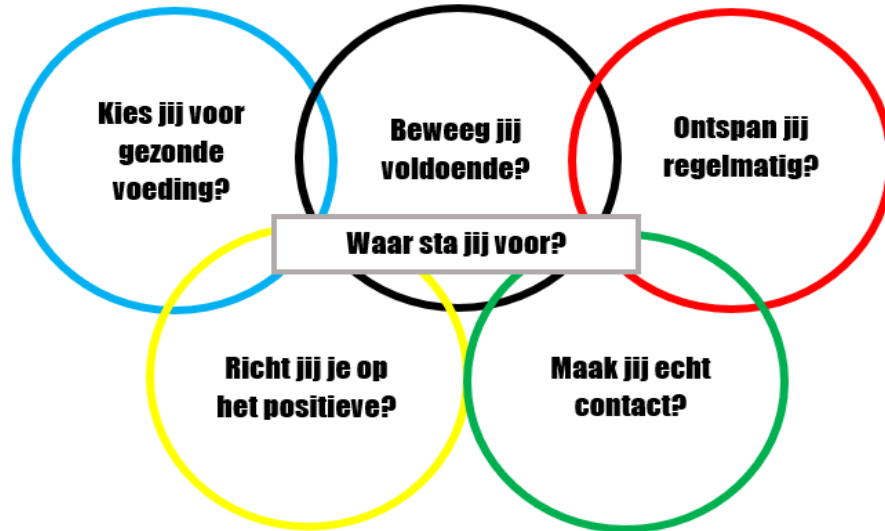 Kies jij voor
gezonde
voeding?
Beweeg jij
voldoende?
Ontspan jij
regelmatig?
Waar sta jij voor?
Richt jij je op
het positieve?
Maak jij echt
contact?